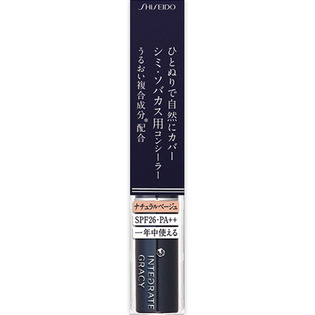 SHISEIDO
ひとぬりで自然にカバー
シミ・ソバカス用コンシーラー
うるおい複合成分*配合
ナチュラルベージュ
SPF26・PA++
一年中使える
INTEGRATE
GRACY